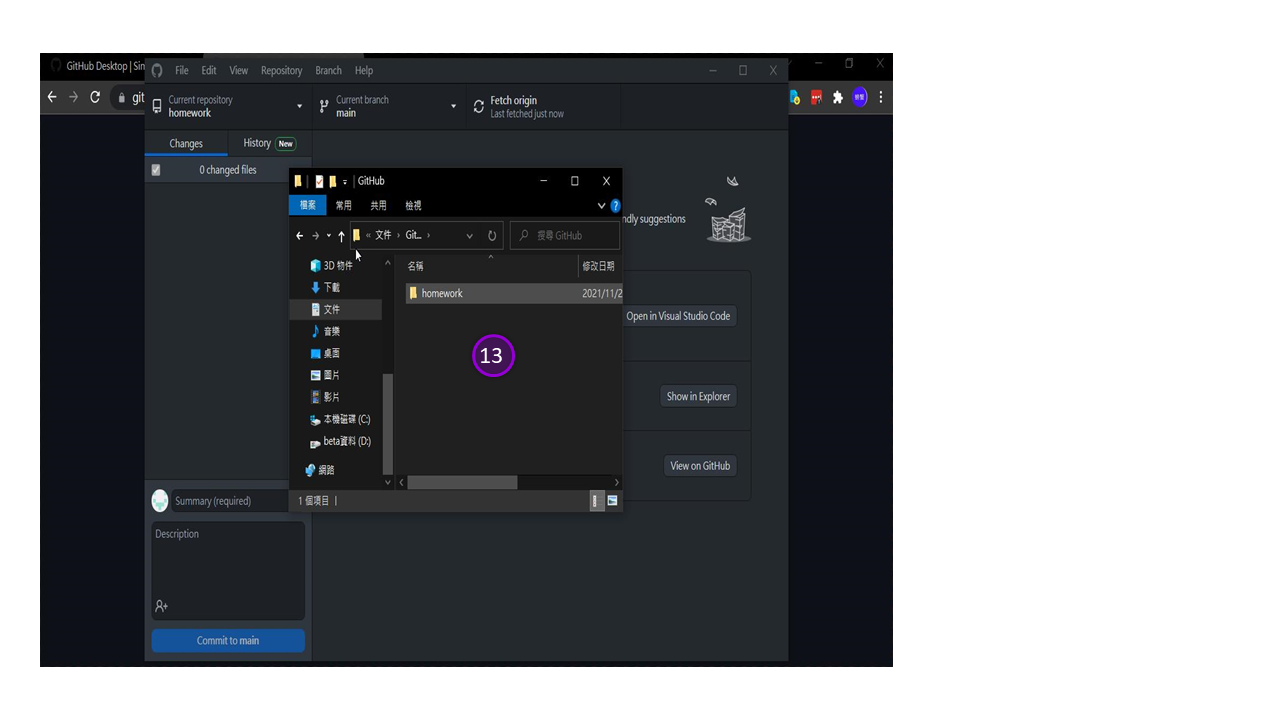 GitHub Desktop | Sim
git
File Edit View Repository Branch Help
Current repository
homework
Current branch
main
Fetch origin
Last fetched just now
Changes
History New
0 changed files
GitHub
檔案 常用 共用 檢視
« 文件 › Git... ›
搜尋 GitHub
3D 物件
下載
文件
音樂
桌面
圖片
影片
本機磁碟 (C:)
beta資料 (D:)
網路
名稱 修改日期
homework 2021/11/2
13
1 個項目
ndly suggestions
Open in Visual Studio Code
Show in Explorer
View on GitHub
Summary (required)
Description
Commit to main